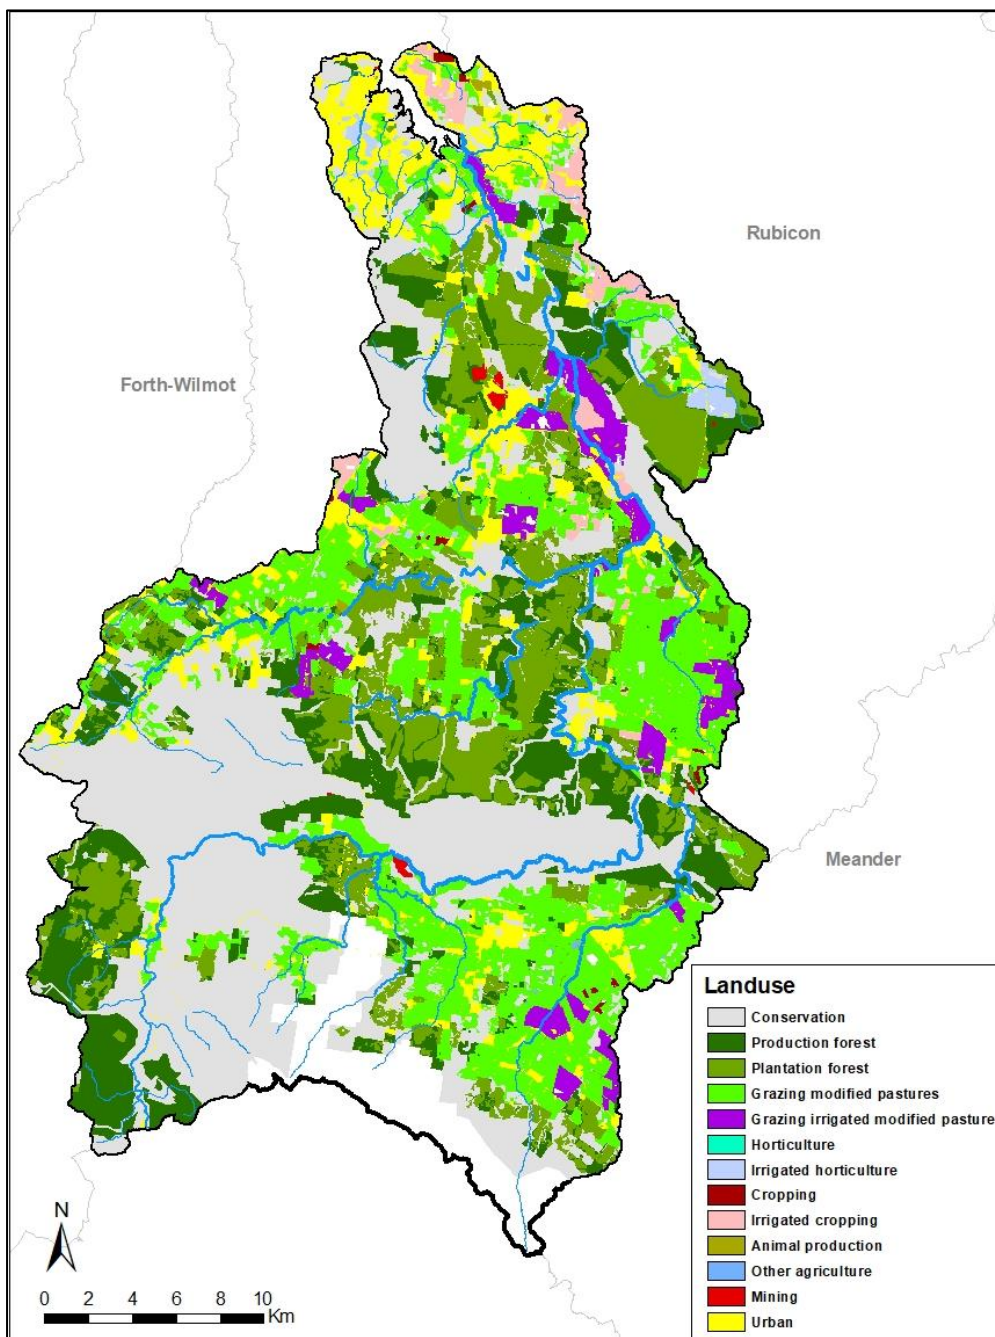 Rubicon
Forth-Wilmot
Meander
Landuse
Conservation
Production forest
Plantation forest
Grazing modified pastures
Grazing irrigated modified pasture
Horticulture
Irrigated horticulture
Cropping
Irrigated cropping
Animal production
Other agriculture
Mining
Urban
N
0 2 4 6 8 10
Km